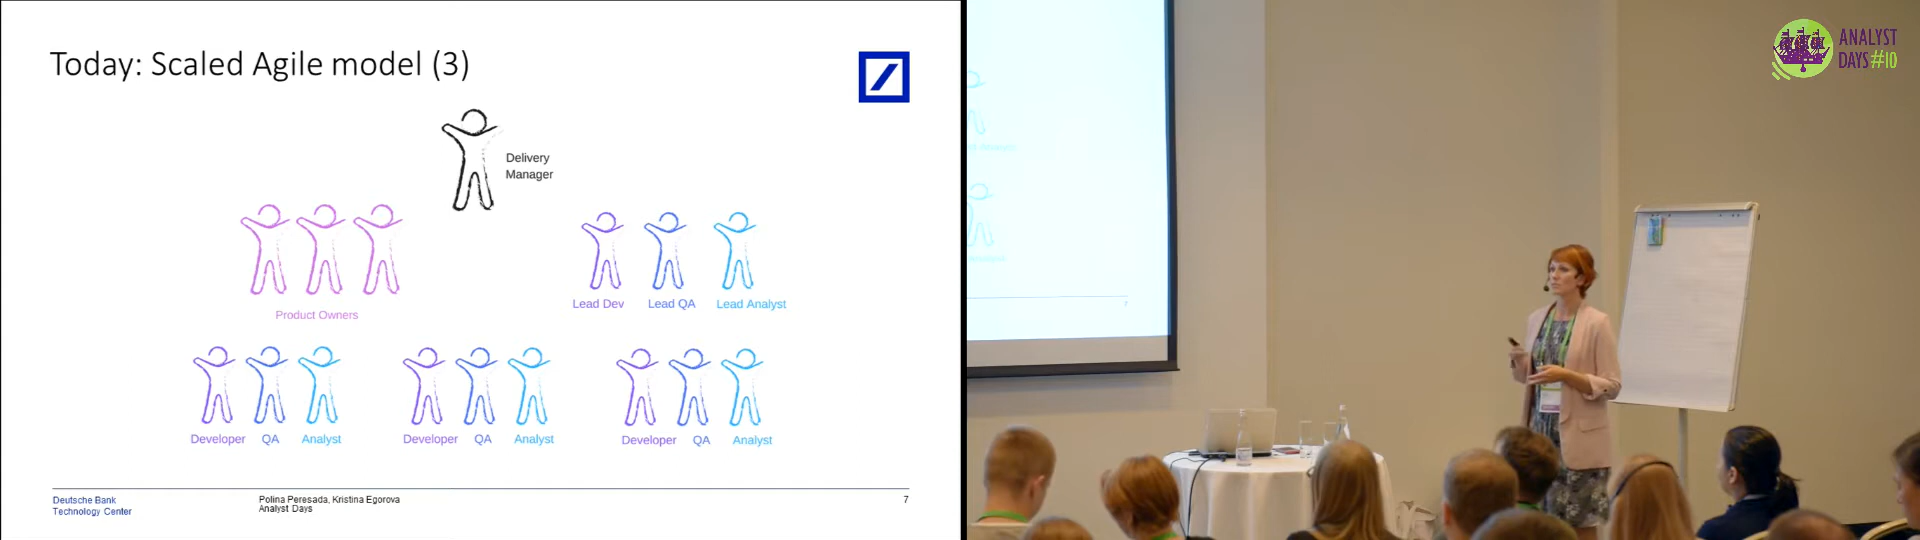 Today: Scaled Agile model (3)
Delivery
Manager
Product Owners
Lead Dev
Lead QA
Lead Analyst
Developer
QA
Analyst
Developer
QA
Analyst
Developer
QA
Analyst
Deutsche Bank
Technology Center
Polina Peresada, Kristina Egorova
Analyst Days
7
ANALYST
DAYS #10